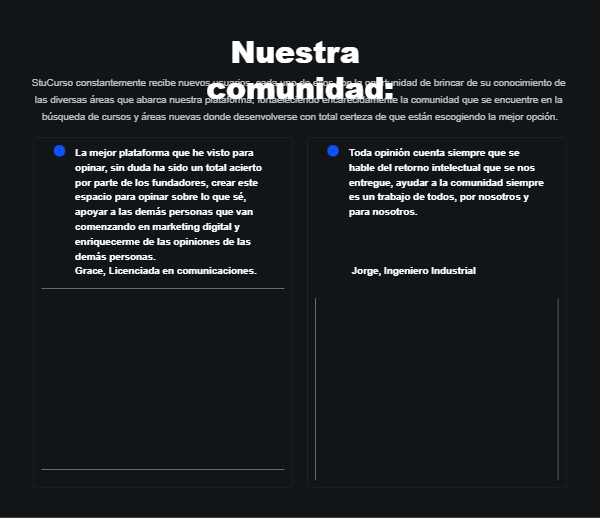 Nuestra
comunidad:
StuCurso constantemente recibe nuevos usuarios, cada uno de ellos con la oportunidad de brincar de su conocimiento de
las diversas áreas que abarca nuestra plataforma, fortaleciendo encarecidamente la comunidad que se encuentre en la
búsqueda de cursos y áreas nuevas donde desenvolverse con total certeza de que están escogiendo la mejor opción.
La mejor plataforma que he visto para
opinar, sin duda ha sido un total acierto
por parte de los fundadores, crear este
espacio para opinar sobre lo que sé,
apoyar a las demás personas que van
comenzando en marketing digital y
enriquecerme de las opiniones de las
demás personas.
Grace, Licenciada en comunicaciones.
Toda opinión cuenta siempre que se
hable del retorno intelectual que se nos
entregue, ayudar a la comunidad siempre
es un trabajo de todos, por nosotros y
para nosotros.
Jorge, Ingeniero Industrial